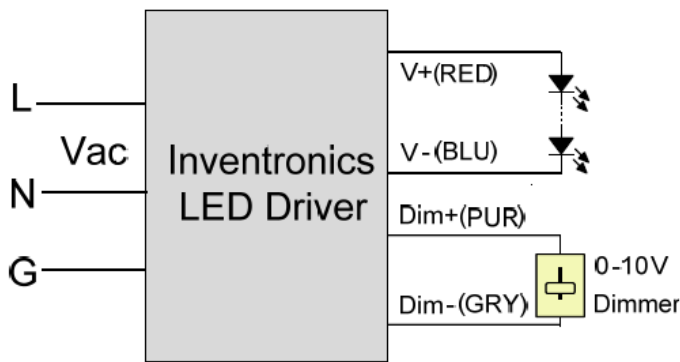 L
Vac
N
G
Inventronics
LED Driver
V+(RED)
V-(BLU)
Dim+(PUR)
Dim-(GRY)
0-10V
Dimmer